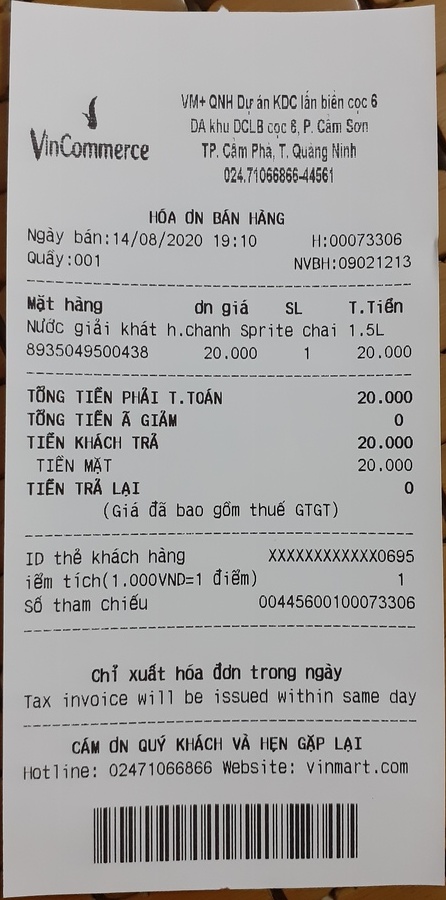 VinCommerce
VM+ QNH Dự án KDC lấn biển cọc 6
DA khu DCLB cọc 6, P. Cẩm Sơn
TP. Cẩm Phả, T. Quảng Ninh
024.71066866-44561
HÓA ƠN BÁN HÀNG
Ngày bán:14/08/2020 19:10 H:00073306
Quầy:001 NVBH:09021213
Mặt hàng ơn giá SL T.Tiền
Nước giải khát h.chanh Sprite chai 1.5L
8935049500438 20.000 1 20.000
TỔNG TIỀN PHẢI T.TOÁN 20.000
TỔNG TIỀN Ã GIẢM 0
TIỀN KHÁCH TRẢ 20.000
TIỀN MẶT 20.000
TIỀN TRẢ LẠI 0
(Giá đã bao gồm thuế GTGT)
ID thẻ khách hàng XXXXXXXXXXXX0695
iểm tích(1.000VND=1 điểm) 1
Số tham chiếu 00445600100073306
Chỉ xuất hóa đơn trong ngày
Tax invoice will be issued within same day
CÁM ƠN QUÝ KHÁCH VÀ HẸN GẶP LẠI
Hotline: 02471066866 Website: vinmart.com